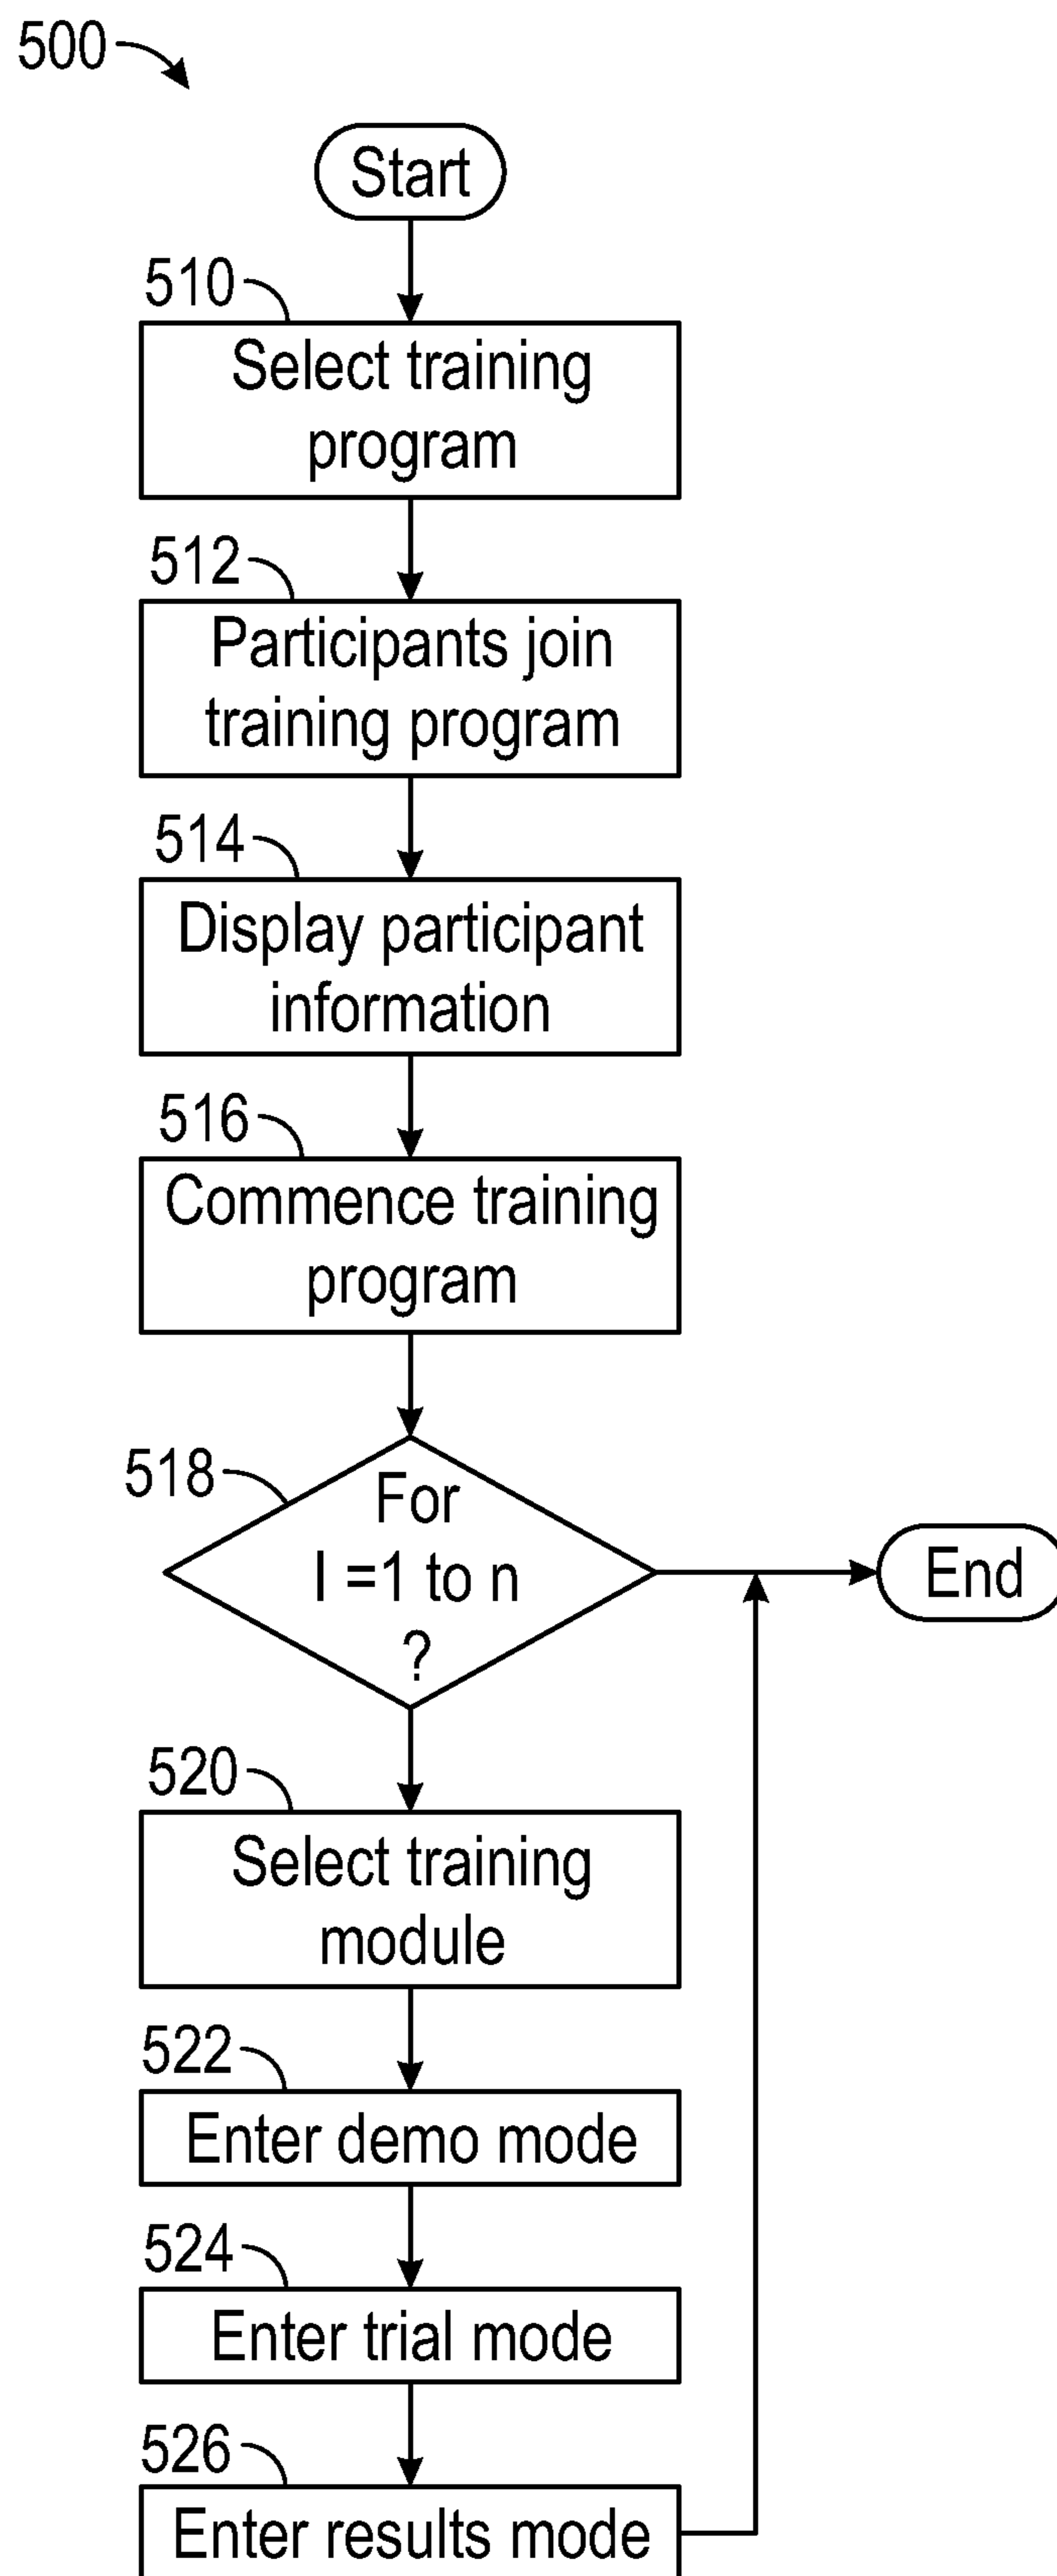 500
Start
510
Select training
program
512
Participants join
training program
514
Display participant
information
516
Commence training
program
518
For
I =1 to n
?
End
520
Select training
module
522
Enter demo mode
524
Enter trial mode
526
Enter results mode